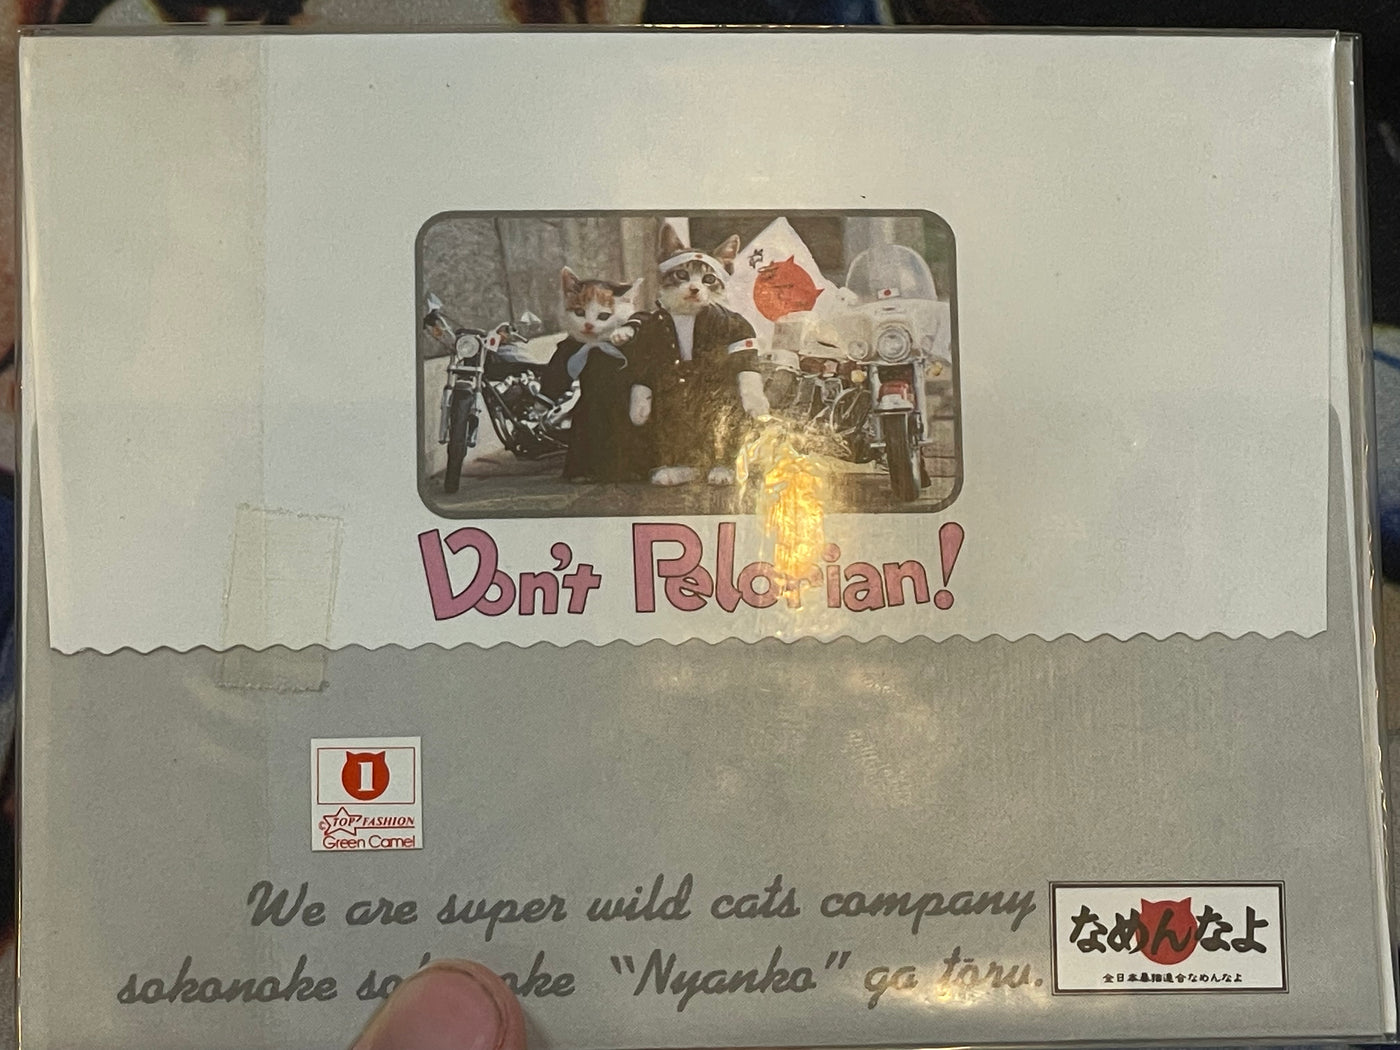 Don't Pelorian!
1
© TOP FASHION
Green Camel
We are super wild cats company
sokonoke "Nyanko" ga tōru.
なめんなよ
全日本暴猫連合なめんなよ